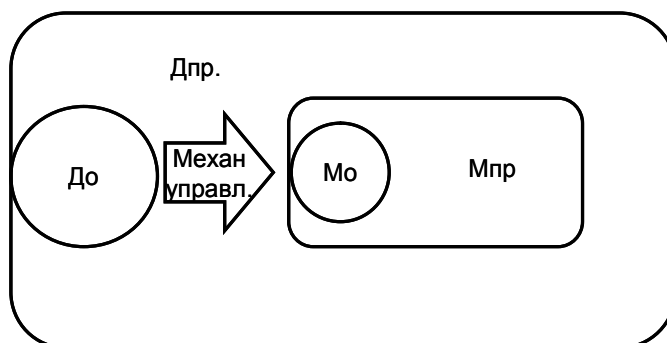 Дпр.
До
Механ
управл.
Мо
Мпр